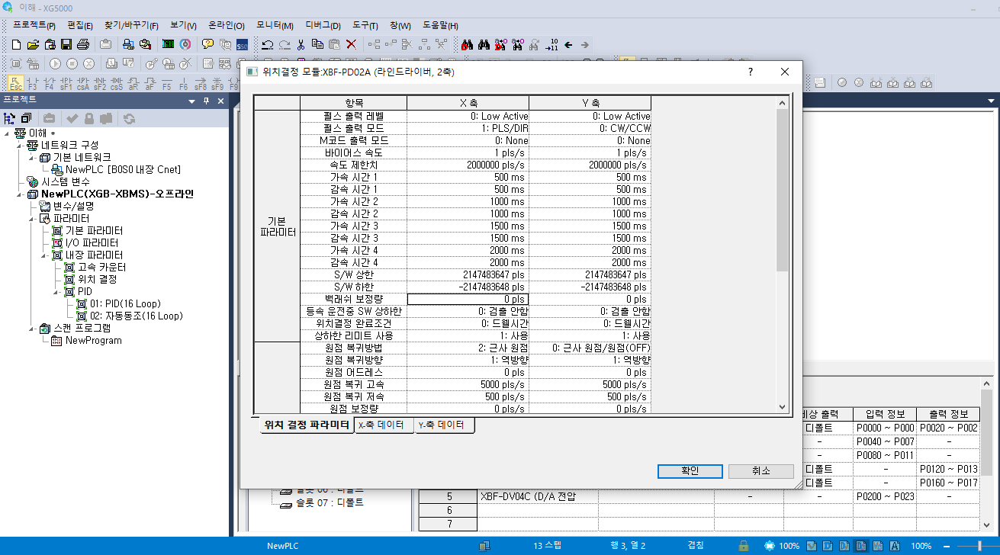 이해 - XG5000
프로젝트(P) 편집(E) 찾기/바꾸기(F) 보기(V) 온라인(O) 모니터(M) 디버그(D) 도구(T) 창(W) 도움말(H)
Esc F3 F4 sF1 csA sF2 csS aR aF F5 F6 sF8 sF9 F9
프로젝트
이해 *
네트워크 구성
기본 네트워크
NewPLC [B0S0 내장 Cnet]
시스템 변수
NewPLC(XGB-XBMS)-오프라인
변수/설명
파라미터
기본 파라미터
I/O 파라미터
내장 파라미터
고속 카운터
위치 결정
PID
01: PID(16 Loop)
02: 자동동조(16 Loop)
스캔 프로그램
NewProgram
위치결정 모듈:XBF-PD02A (라인드라이버, 2축)
항목 X 축 Y 축
기본
파라미터
펄스 출력 레벨 0: Low Active 0: Low Active
펄스 출력 모드 1: PLS/DIR 0: CW/CCW
M코드 출력 모드 0: None 0: None
바이어스 속도 1 pls/s 1 pls/s
속도 제한치 2000000 pls/s 2000000 pls/s
가속 시간 1 500 ms 500 ms
감속 시간 1 500 ms 500 ms
가속 시간 2 1000 ms 1000 ms
감속 시간 2 1000 ms 1000 ms
가속 시간 3 1500 ms 1500 ms
감속 시간 3 1500 ms 1500 ms
가속 시간 4 2000 ms 2000 ms
감속 시간 4 2000 ms 2000 ms
S/W 상한 2147483647 pls 2147483647 pls
S/W 하한 -2147483648 pls -2147483648 pls
백래쉬 보정량 0 pls 0 pls
등속 운전중 SW 상하한 0: 검출 안함 0: 검출 안함
위치결정 완료조건 0: 드웰시간 0: 드웰시간
상하한 리미트 사용 1: 사용 1: 사용
원점 복귀방법 2: 근사 원점 0: 근사 원점/원점(OFF)
원점 복귀방향 1: 역방향 1: 역방향
원점 어드레스 0 pls 0 pls
원점 복귀 고속 5000 pls/s 5000 pls/s
원점 복귀 저속 500 pls/s 500 pls/s
원점 보정량 0 pls/s 0 pls/s
위치 결정 파라미터 X-축 데이터 Y-축 데이터
확인 취소
비상 출력 입력 정보 출력 정보
디폴트 P0000 ~ P000 P0020 ~ P002
- P0040 ~ P007 -
- P0080 ~ P011 -
디폴트 - P0120 ~ P013
디폴트 - P0160 ~ P017
5 XBF-DV04C (D/A 전압 - P0200 ~ P023 -
6
7
슬롯 06 : 디폴트
슬롯 07 : 디폴트
NewPLC 13 스텝 행 3, 열 2 겹침 100% 100%